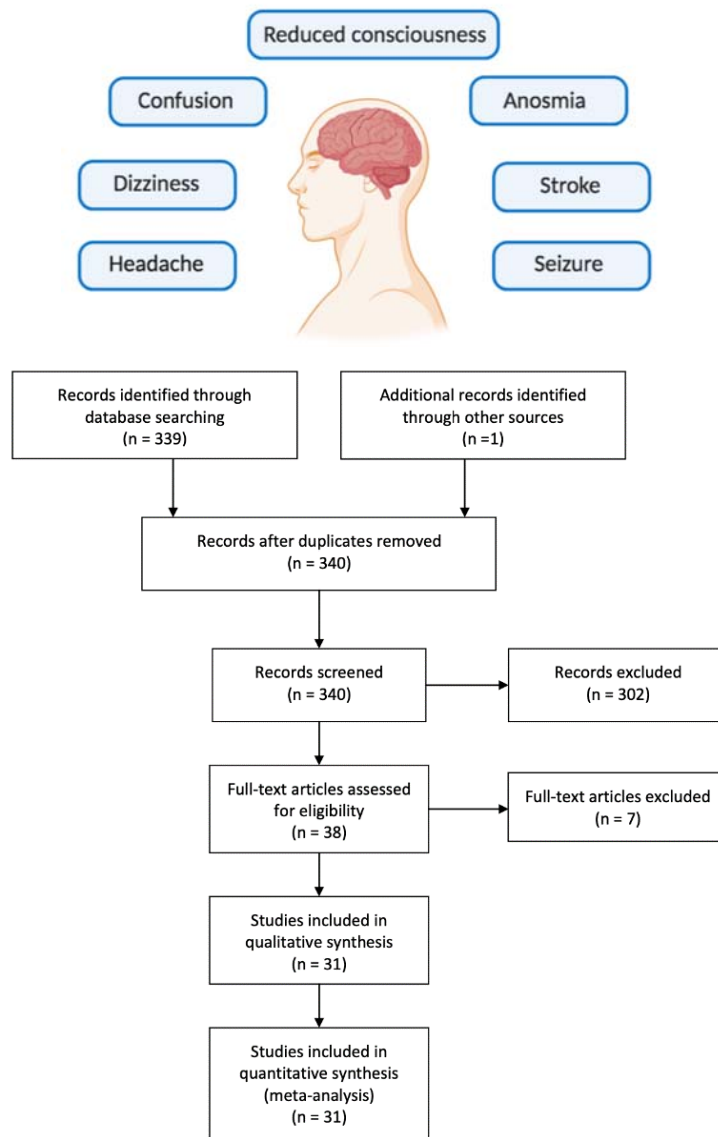 Reduced consciousness
Confusion
Anosmia
Dizziness
Stroke
Headache
Seizure
Records identified through
database searching
(n = 339)
Additional records identified
through other sources
(n =1)
Records after duplicates removed
(n = 340)
Records screened
(n = 340)
Records excluded
(n = 302)
Full-text articles assessed
for eligibility
(n = 38)
Full-text articles excluded
(n = 7)
Studies included in
qualitative synthesis
(n = 31)
Studies included in
quantitative synthesis
(meta-analysis)
(n = 31)